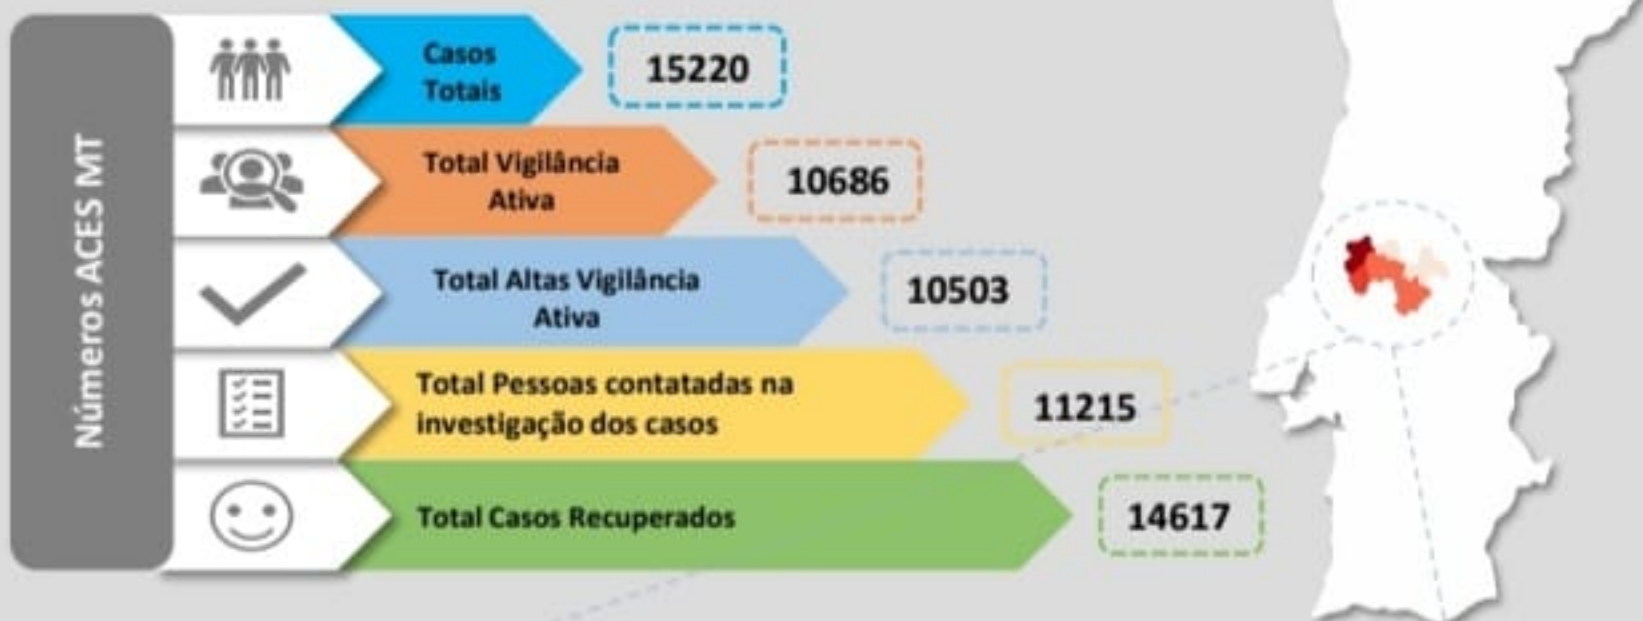 Números ACES MT
Casos
Totais
15220
Total Vigilância
Ativa
10686
Total Altas Vigilância
Ativa
10503
Total Pessoas contatadas na
investigação dos casos
11215
Total Casos Recuperados
14617